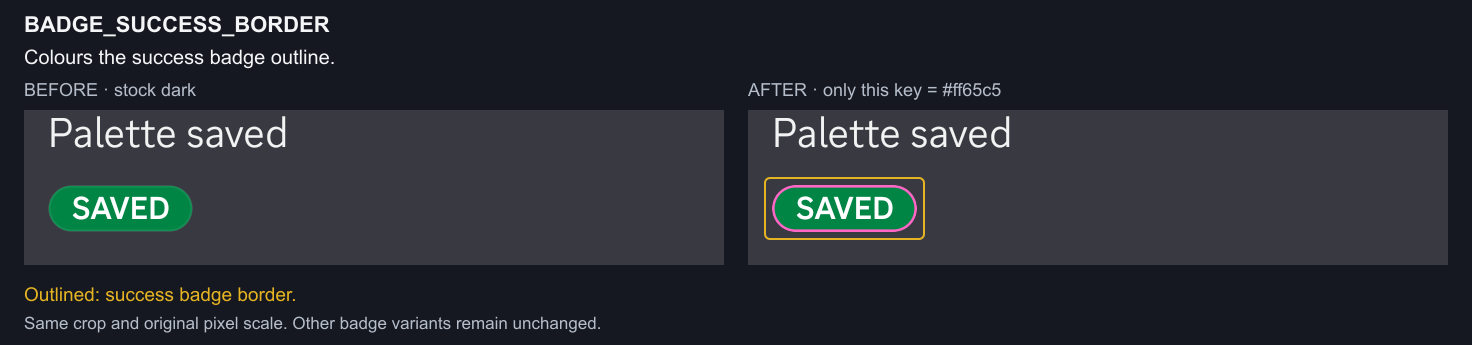 BADGE_SUCCESS_BORDER
Colours the success badge outline.
BEFORE · stock dark
Palette saved
SAVED
AFTER · only this key = #ff65c5
Palette saved
SAVED
Outlined: success badge border.
Same crop and original pixel scale. Other badge variants remain unchanged.